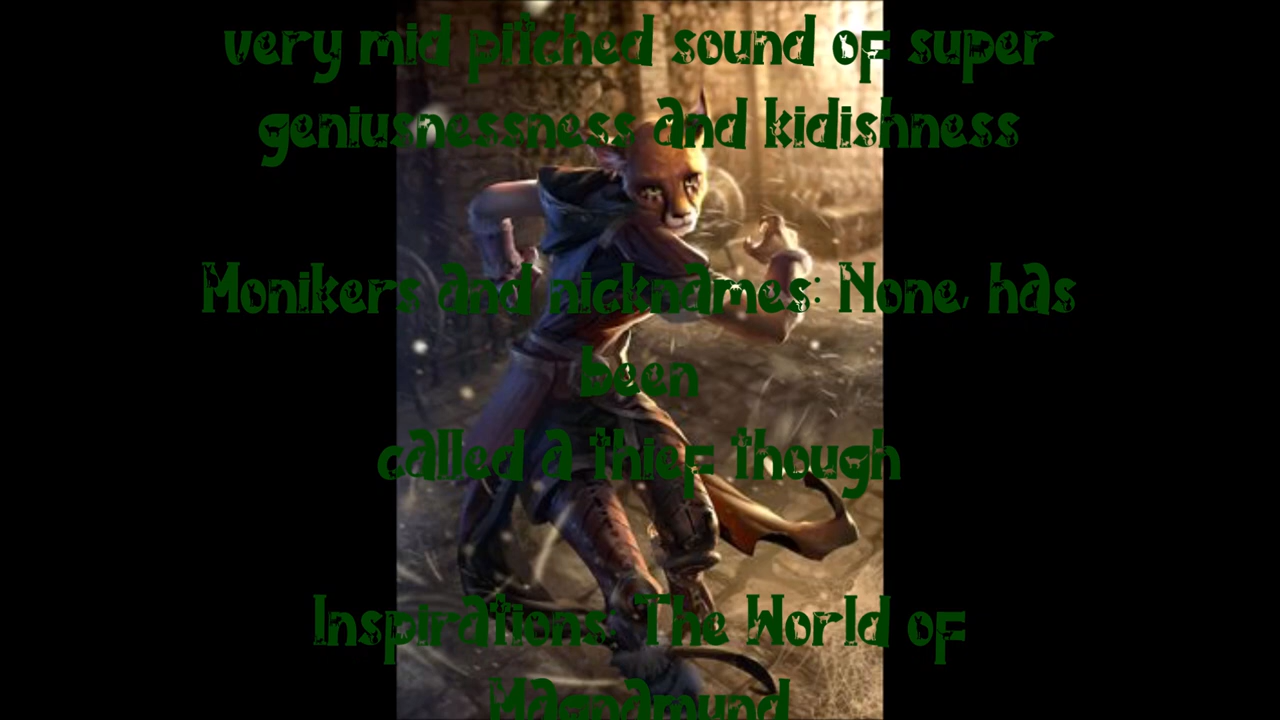 very mid pitched sound of super
geniusnessness and kidishness
Monikers and nicknames: None, has
been
called a thief though
Inspirations: The World of
Magnamund